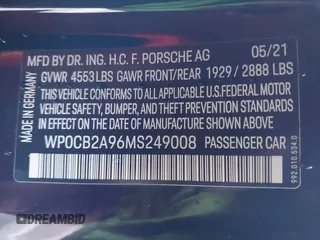 MFD BY DR. ING. H.C. F. PORSCHE AG 05/21
GVWR 4553 LBS GAWR FRONT/REAR 1929 / 2888 LBS
THIS VEHICLE CONFORMS TO ALL APPLICABLE
U.S. FEDERAL MOTOR VEHICLE
SAFETY, BUMPER, AND THEFT
PREVENTION STANDARDS IN EFFECT ON THE
DATE OF MANUFACTURE SHOWN ABOVE.
WP0CB2A96MS249008 PASSENGER CAR
MADE IN GERMANY
992.010.534.0
DREAMBID